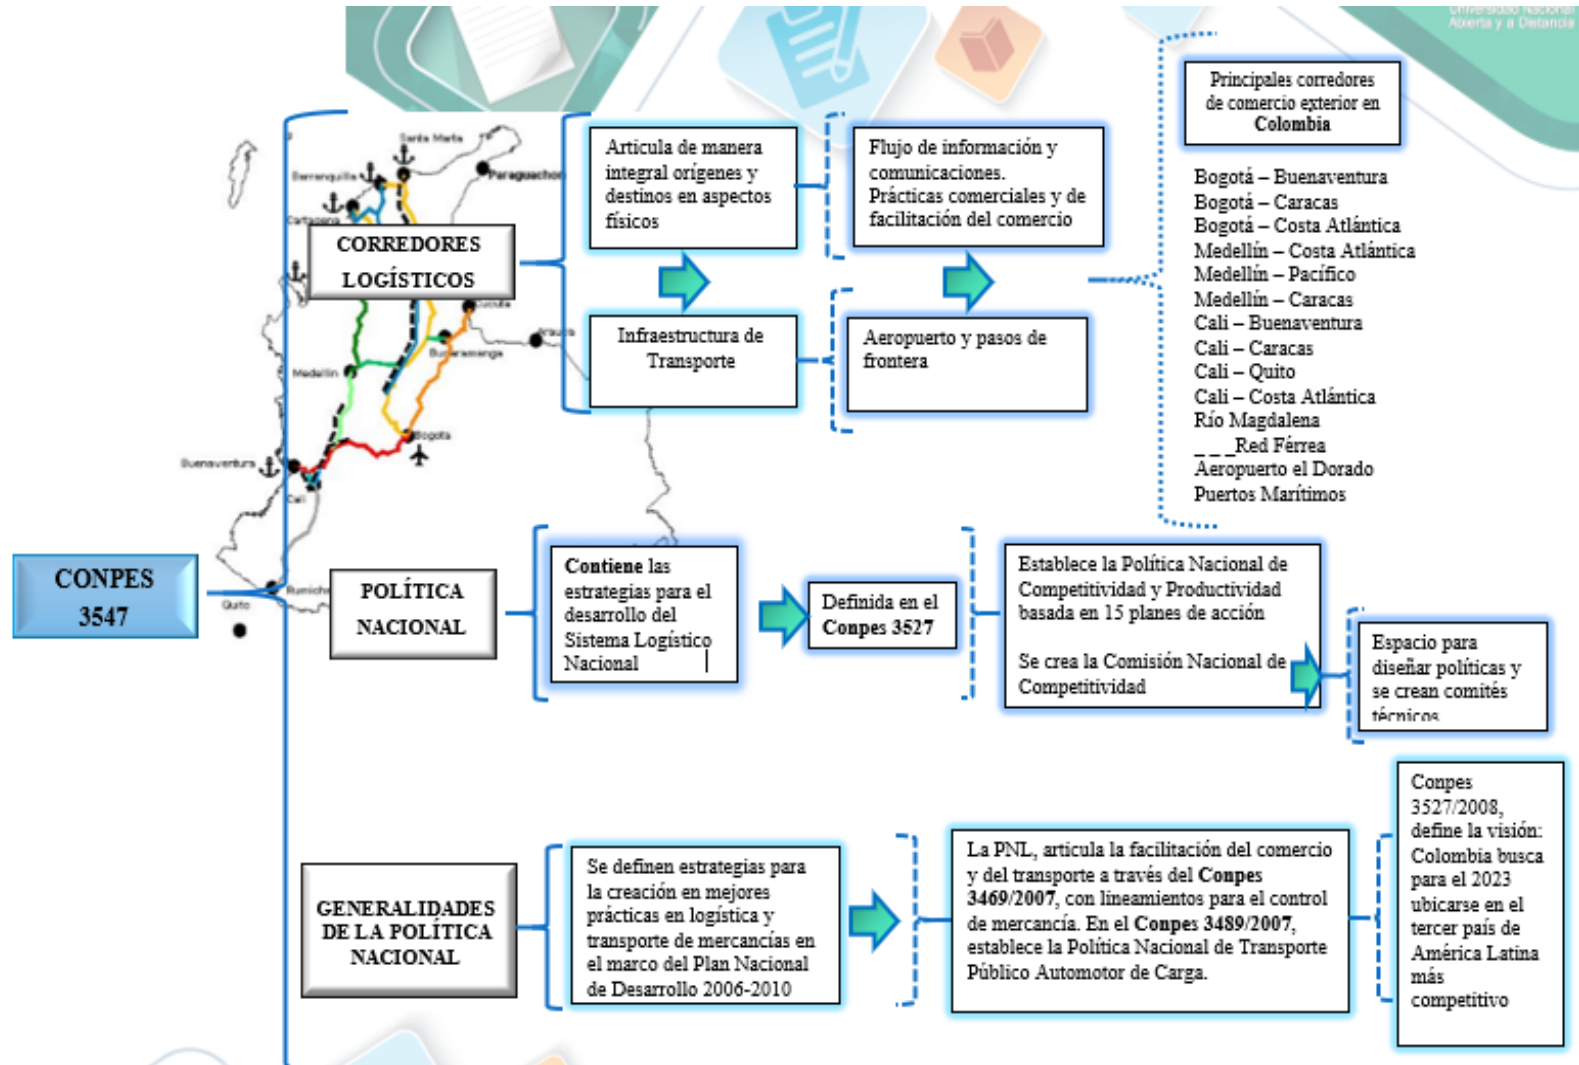 Universidad Nacional
Abierta y a Distancia
Principales corredores
de comercio exterior en
Colombia
Bogotá – Buenaventura
Bogotá – Caracas
Bogotá – Costa Atlántica
Medellín – Costa Atlántica
Medellín – Pacífico
Medellín – Caracas
Cali – Buenaventura
Cali – Caracas
Cali – Quito
Cali – Costa Atlántica
Río Magdalena
_ _ _Red Férrea
Aeropuerto el Dorado
Puertos Marítimos
Santa Marta
Barranquilla
Paraguachon
Cartagena
Cucuta
Arauca
Bucaramanga
Medellin
Bogota
Buenaventura
Cali
Rumicha
Quito
CORREDORES
LOGÍSTICOS
Articula de manera
integral orígenes y
destinos en aspectos
físicos
Flujo de información y
comunicaciones.
Prácticas comerciales y de
facilitación del comercio
Infraestructura de
Transporte
Aeropuerto y pasos de
frontera
CONPES
3547
POLÍTICA
NACIONAL
Contiene las
estrategias para el
desarrollo del
Sistema Logístico
Nacional
Definida en el
Conpes 3527
Establece la Política Nacional de
Competitividad y Productividad
basada en 15 planes de acción
Se crea la Comisión Nacional de
Competitividad
Espacio para
diseñar políticas y
se crean comités
técnicos
GENERALIDADES
DE LA POLÍTICA
NACIONAL
Se definen estrategias para
la creación en mejores
prácticas en logística y
transporte de mercancías en
el marco del Plan Nacional
de Desarrollo 2006-2010
La PNL, articula la facilitación del comercio
y del transporte a través del Conpes
3469/2007, con lineamientos para el control
de mercancía. En el Conpes 3489/2007,
establece la Política Nacional de Transporte
Público Automotor de Carga.
Conpes
3527/2008,
define la visión:
Colombia busca
para el 2023
ubicarse en el
tercer país de
América Latina
más
competitivo